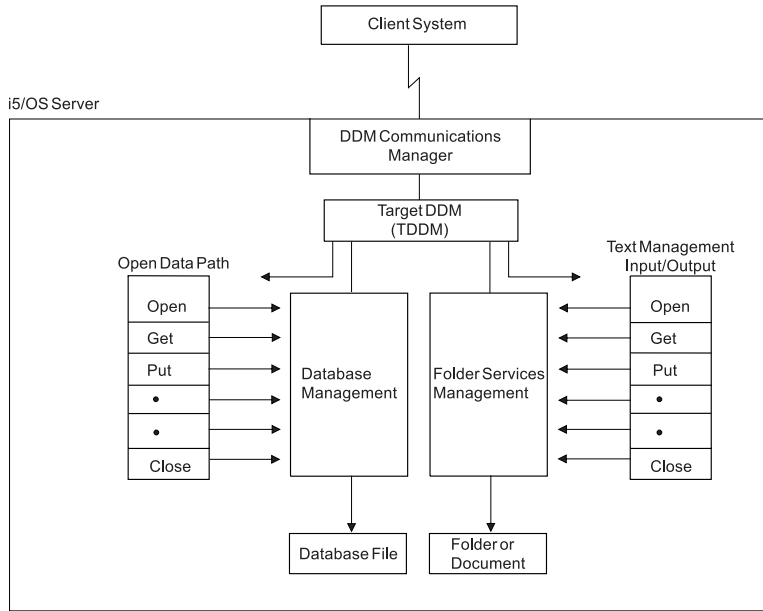 Client System
i5/OS Server
DDM Communications
Manager
Target DDM
(TDDM)
Open Data Path
Text Management
Input/Output
Open
Get
Put
•
•
Close
Database
Management
Folder Services
Management
Open
Get
Put
•
•
Close
Database File
Folder or
Document